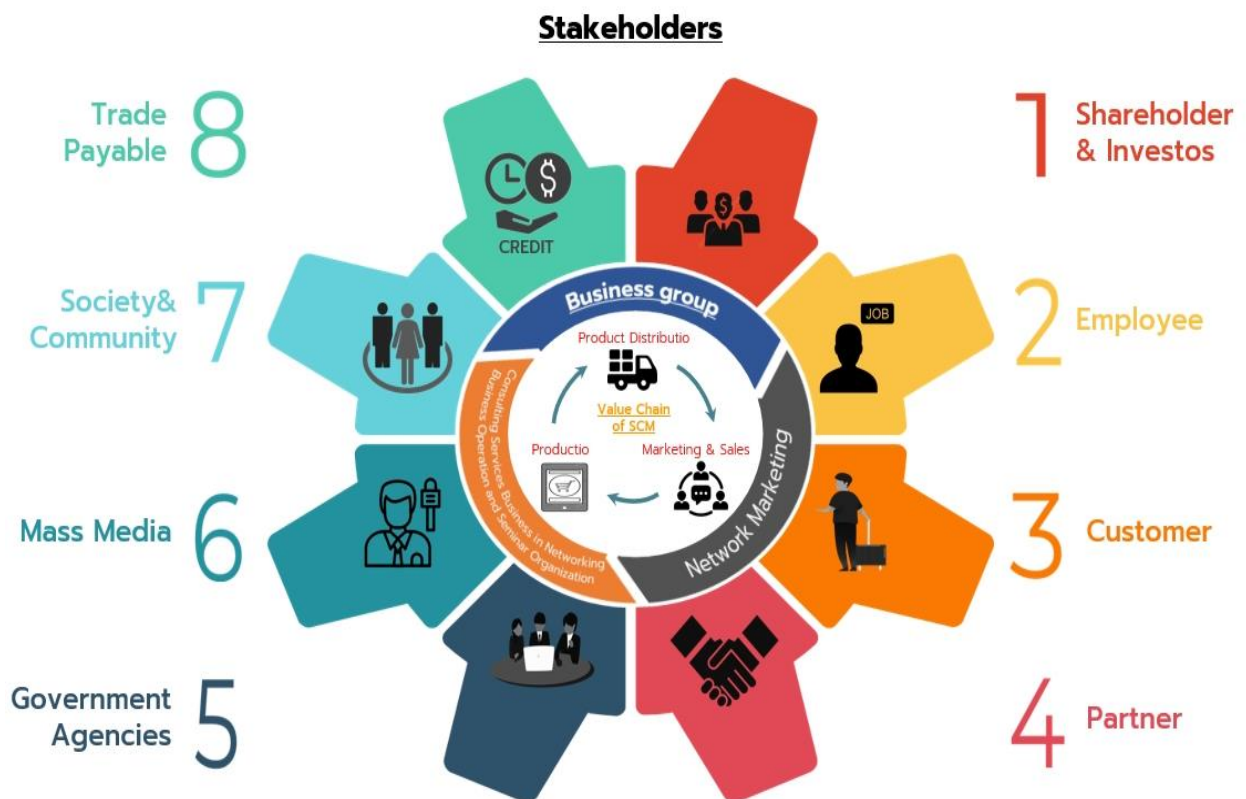 Stakeholders
1
Shareholder
& Investos
2
Employee
3
Customer
4
Partner
5
Government
Agencies
6
Mass Media
7
Society&
Community
8
Trade
Payable
CREDIT
JOB
Business group
Network Marketing
Consulting Services Business in Networking
Business Operation and Seminar Organization
Product Distributio
Value Chain
of SCM
Marketing & Sales
Productio